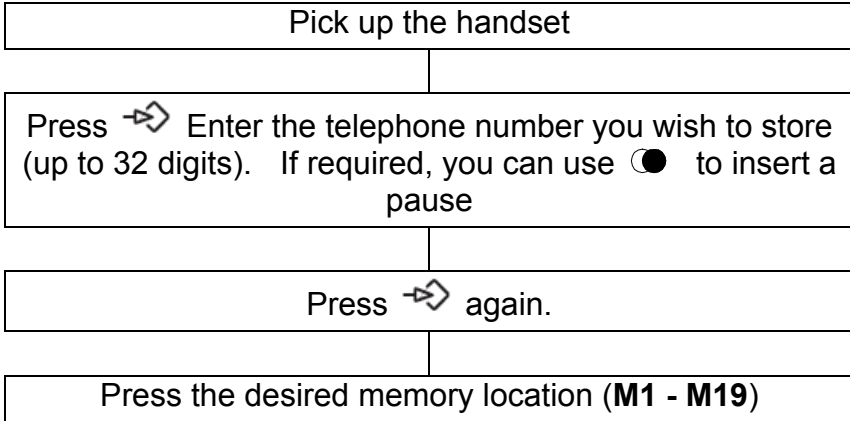 Pick up the handset
Press Enter the telephone number you wish to store
(up to 32 digits). If required, you can use to insert a
pause
Press again.
Press the desired memory location (M1 - M19)